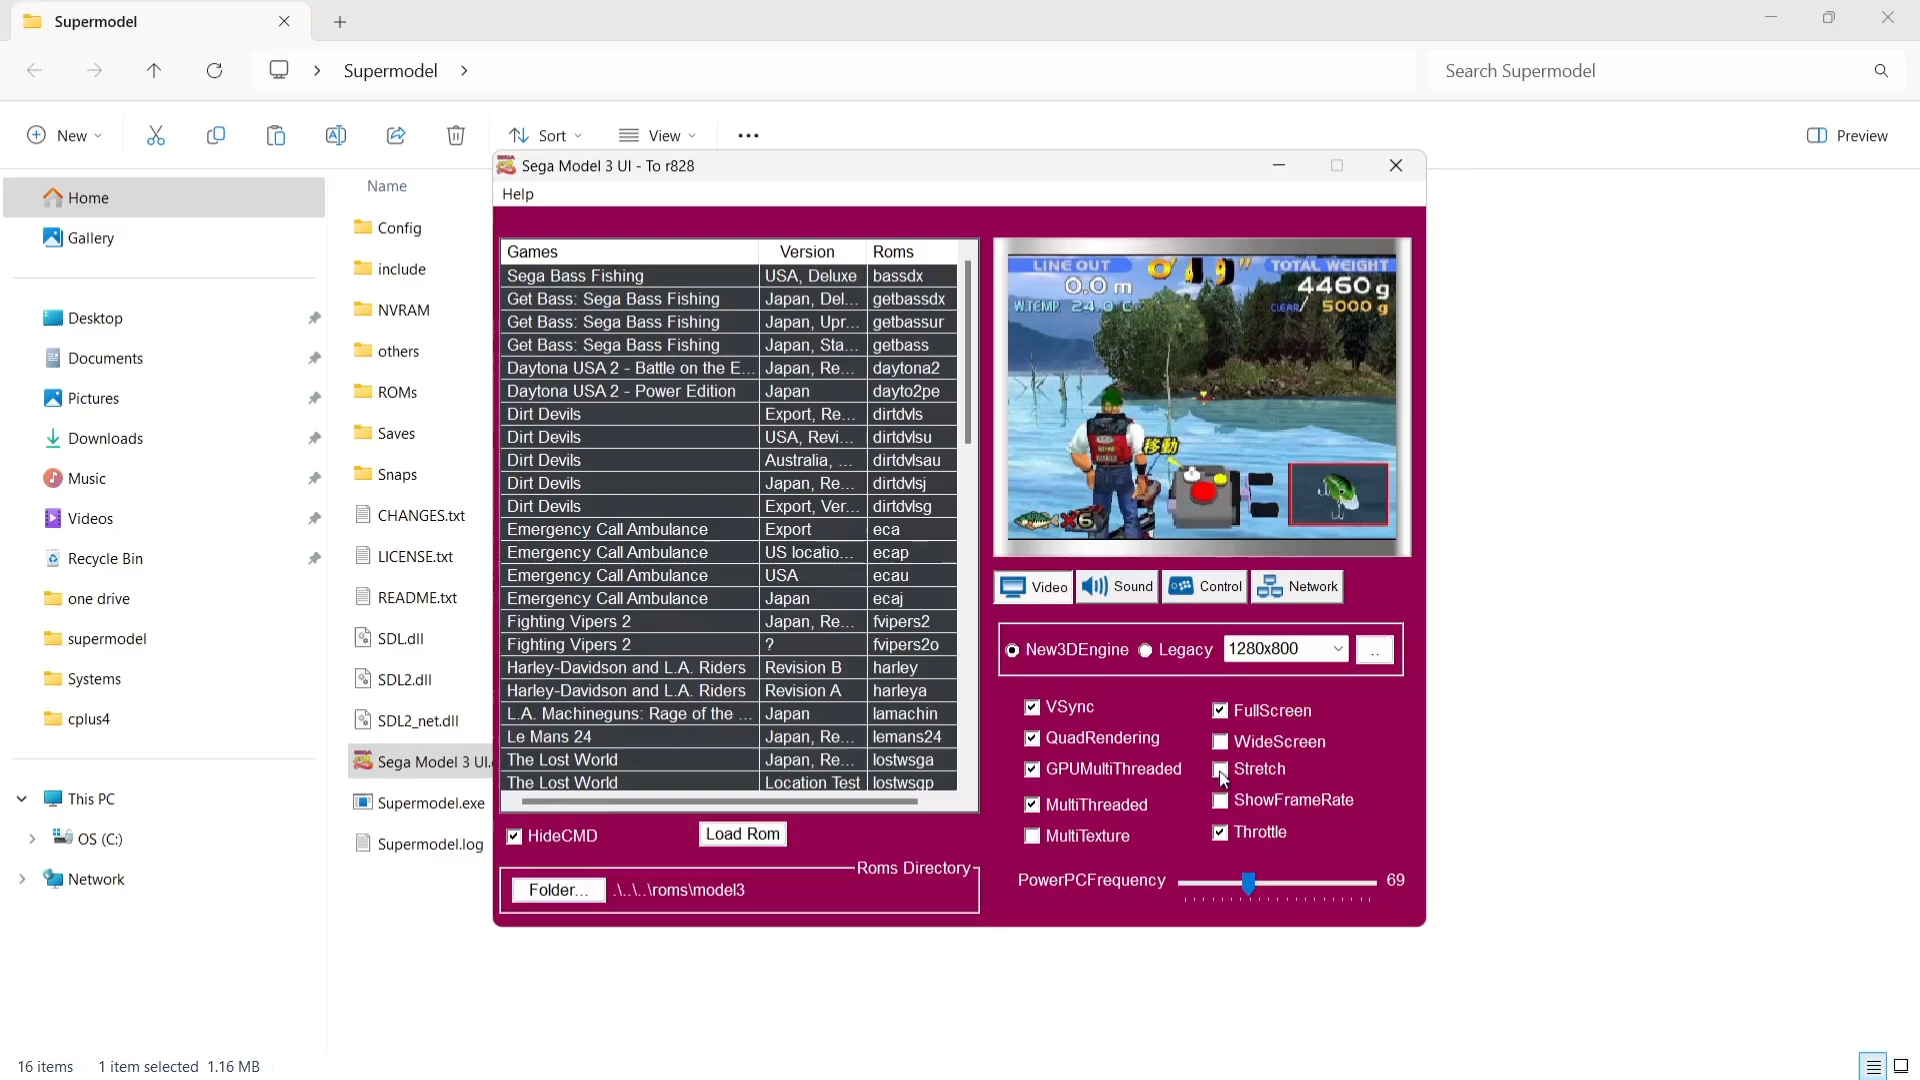 Supermodel
Supermodel
Search Supermodel
New
Sort
View
Preview
Home
Gallery
Desktop
Documents
Pictures
Downloads
Music
Videos
Recycle Bin
one drive
supermodel
Systems
cplus4
This PC
OS (C:)
Network
Name
Config
include
NVRAM
others
ROMs
Saves
Snaps
CHANGES.txt
LICENSE.txt
README.txt
SDL.dll
SDL2.dll
SDL2_net.dll
Sega Model 3 UI.
Supermodel.exe
Supermodel.log
Sega Model 3 UI - To r828
Help
Games Version Roms
Sega Bass Fishing USA, Deluxe bassdx
Get Bass: Sega Bass Fishing Japan, Del... getbassdx
Get Bass: Sega Bass Fishing Japan, Upr... getbassur
Get Bass: Sega Bass Fishing Japan, Sta... getbass
Daytona USA 2 - Battle on the E... Japan, Re... daytona2
Daytona USA 2 - Power Edition Japan dayto2pe
Dirt Devils Export, Re... dirtdvls
Dirt Devils USA, Revi... dirtdvlsu
Dirt Devils Australia, ... dirtdvlsau
Dirt Devils Japan, Re... dirtdvlsj
Dirt Devils Export, Ver... dirtdvlsg
Emergency Call Ambulance Export eca
Emergency Call Ambulance US locatio... ecap
Emergency Call Ambulance USA ecau
Emergency Call Ambulance Japan ecaj
Fighting Vipers 2 Japan, Re... fvipers2
Fighting Vipers 2 ? fvipers2o
Harley-Davidson and L.A. Riders Revision B harley
Harley-Davidson and L.A. Riders Revision A harleya
L.A. Machineguns: Rage of the ... Japan lamachin
Le Mans 24 Japan, Re... lemans24
The Lost World Japan, Re... lostwsga
The Lost World Location Test lostwsgp
HideCMD
Load Rom
Roms Directory
Folder... .\..\..\roms\model3
LINE OUT 0'19" TOTAL WEIGHT
0.0 m 4460 g
W.TEMP. 24.0 C CLEAR/ 5000 g
移動
X6
Video Sound Control Network
New3DEngine Legacy 1280x800 ..
VSync FullScreen
QuadRendering WideScreen
GPUMultiThreaded Stretch
MultiThreaded ShowFrameRate
MultiTexture Throttle
PowerPCFrequency 69
16 items 1 item selected 1.16 MB